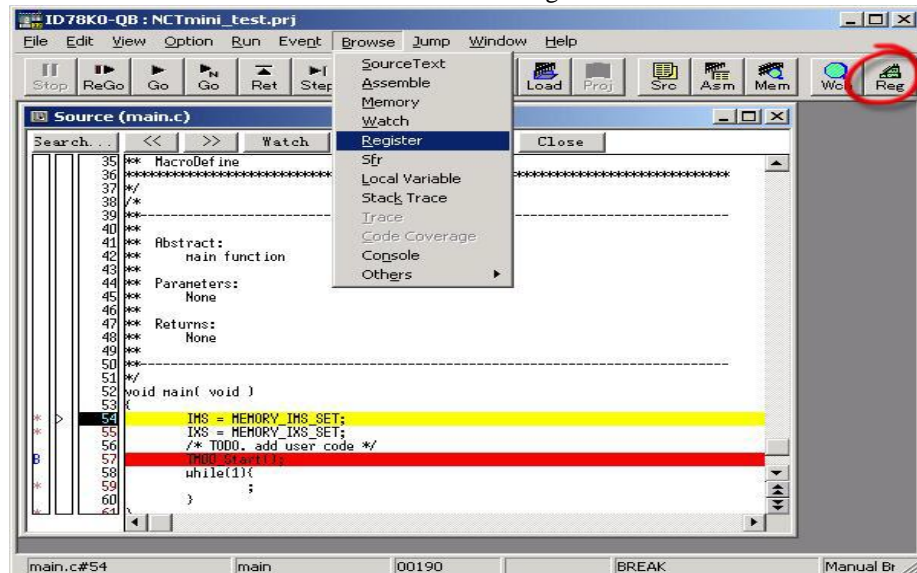 ID78K0-QB : NCTmini_test.prj
File Edit View Option Run Event Browse Jump Window Help
Stop ReGo Go Go Ret Step Load Proj Src Asm Mem Wch Reg
SourceText
Assemble
Memory
Watch
Register
Sfr
Local Variable
Stack Trace
Trace
Code Coverage
Console
Others
Source (main.c)
Search... << >> Watch Close
35 ** MacroDefine
36 ************************************************
37 */
38 /*
39 **------------------------------------------------
40 **
41 ** Abstract:
42 ** main function
43 **
44 ** Parameters:
45 ** None
46 **
47 ** Returns:
48 ** None
49 **
50 **------------------------------------------------
51 */
52 void main( void )
53 {
* > 54 IMS = MEMORY_IMS_SET;
* 55 IXS = MEMORY_IXS_SET;
56 /* TODO. add user code */
B 57 TM00_Start();
58 while(1){
* 59 ;
60 }
* 61 }
main.c#54 main 00190 BREAK Manual Br